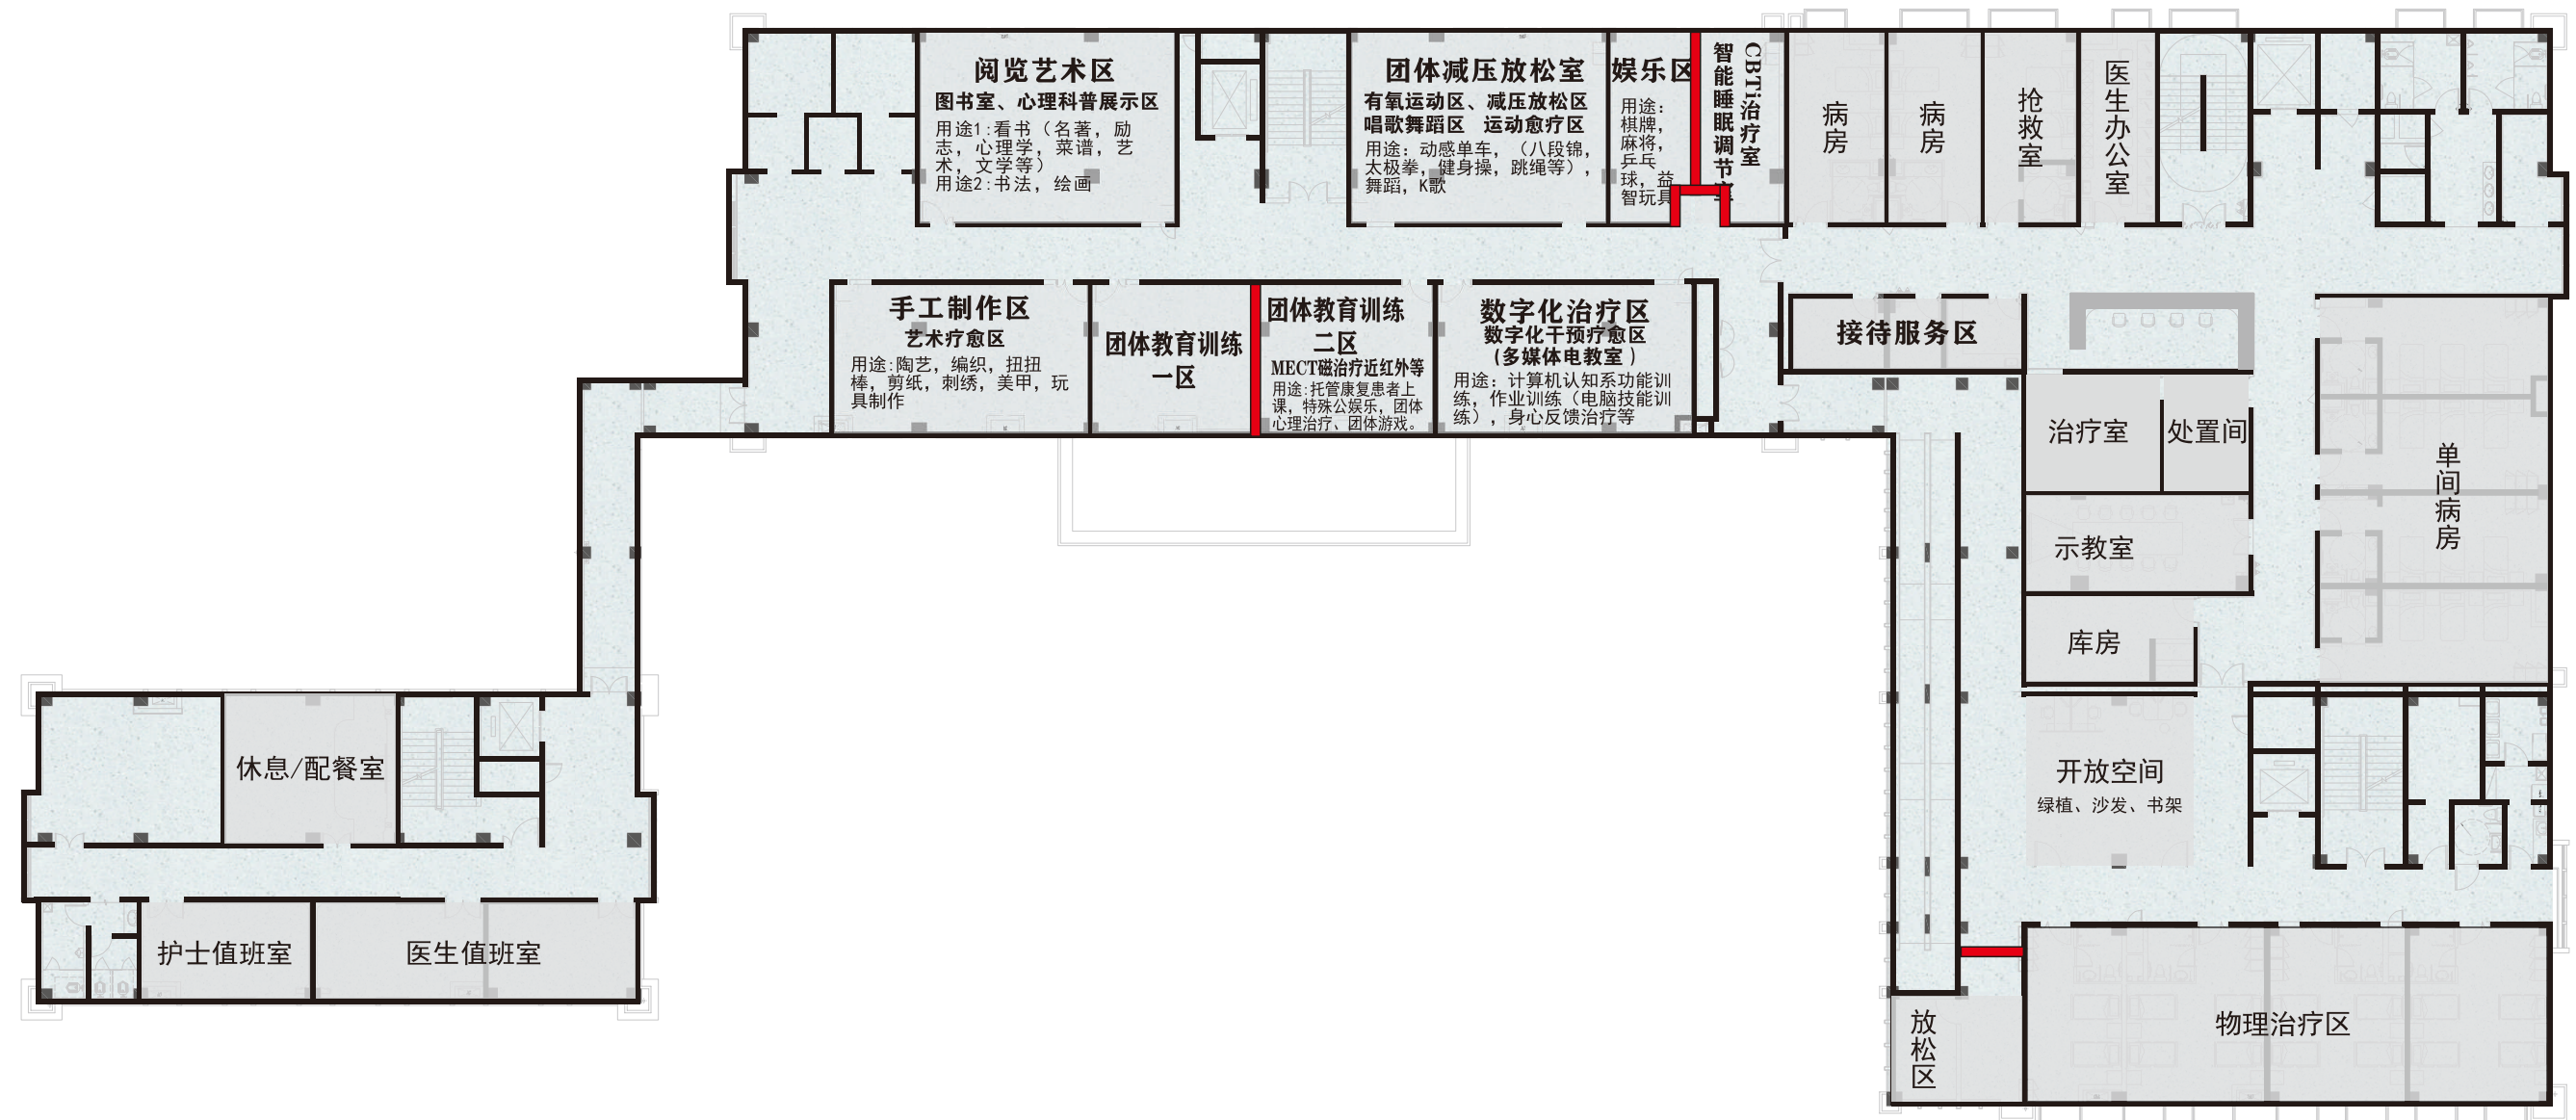 阅览艺术区
图书室、心理科普展示区
用途1:看书（名著，励
志，心理学，菜谱，艺
术，文学等）
用途2:书法，绘画
团体减压放松室
有氧运动区、减压放松区
唱歌舞蹈区 运动愈疗区
用途：动感单车，（八段锦，
太极拳，健身操，跳绳等），
舞蹈，K歌
娱乐区
用途：
棋牌，
麻将，
乒乓
球，益
智玩具
智能睡眠调节室
CBTi治疗室
病房
病房
抢救室
医生办公室
手工制作区
艺术疗愈区
用途:陶艺，编织，扭扭
棒，剪纸，刺绣，美甲，玩
具制作
团体教育训练
一区
团体教育训练
二区
MECT磁治疗近红外等
用途:托管康复患者上
课，特殊公娱乐，团体
心理治疗、团体游戏。
数字化治疗区
数字化干预疗愈区
(多媒体电教室)
用途：计算机认知系功能训
练，作业训练（电脑技能训
练），身心反馈治疗等
接待服务区
治疗室
处置间
单间病房
示教室
库房
开放空间
绿植、沙发、书架
休息/配餐室
护士值班室
医生值班室
放松区
物理治疗区